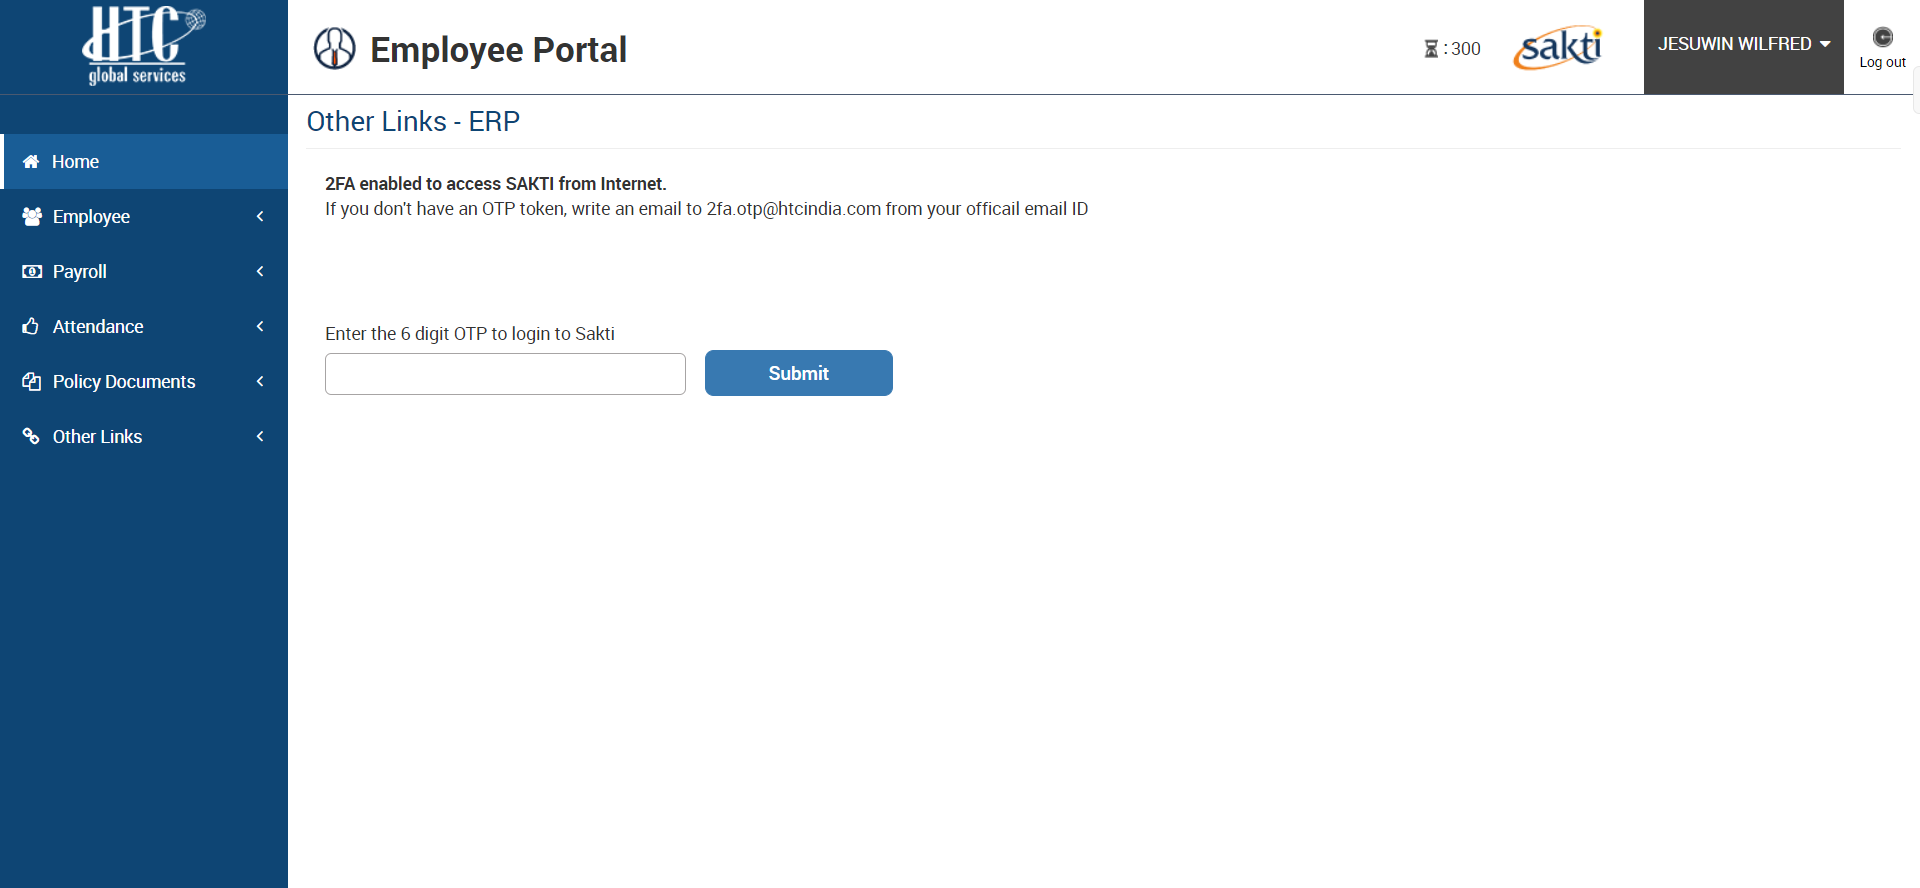 HTC
global services
Employee Portal
: 300
sakti
JESUWIN WILFRED
Log out
Home
Employee
Payroll
Attendance
Policy Documents
Other Links
Other Links - ERP
2FA enabled to access SAKTI from Internet.
If you don't have an OTP token, write an email to 2fa.otp@htcindia.com from your officail email ID
Enter the 6 digit OTP to login to Sakti
Submit